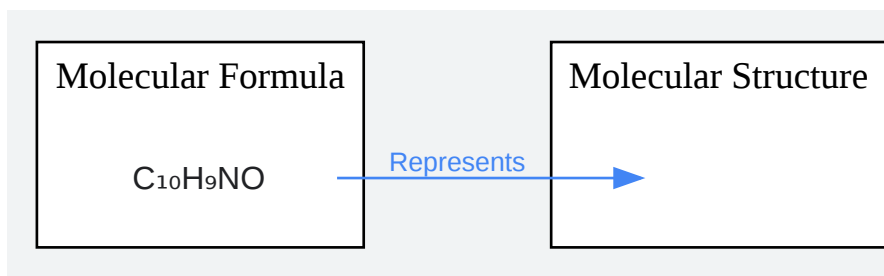 Molecular Formula
Molecular Structure
Represents
C₁₀H₉NO